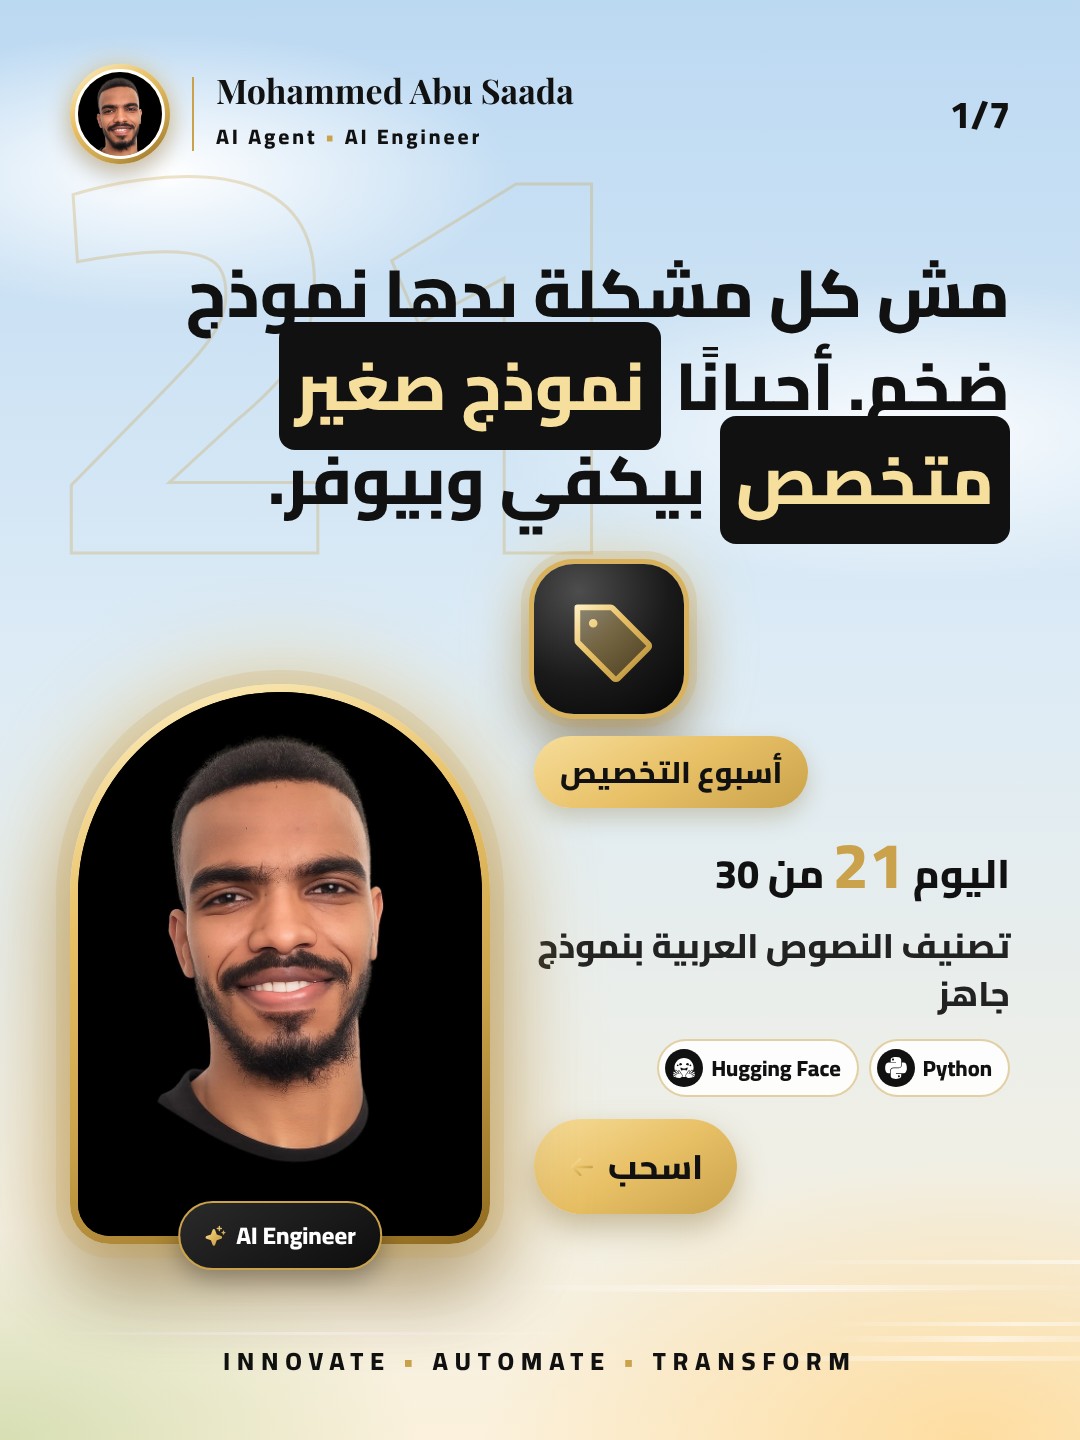 Mohammed Abu Saada
AI Agent ▪ AI Engineer
1/7
21
مش كل مشكلة بدها نموذج
ضخم. أحيانًا نموذج صغير
متخصص بيكفي وبيوفر.
أسبوع التخصيص
اليوم 21 من 30
تصنيف النصوص العربية بنموذج
جاهز
Python
Hugging Face
اسحب ←
AI Engineer
INNOVATE ▪ AUTOMATE ▪ TRANSFORM